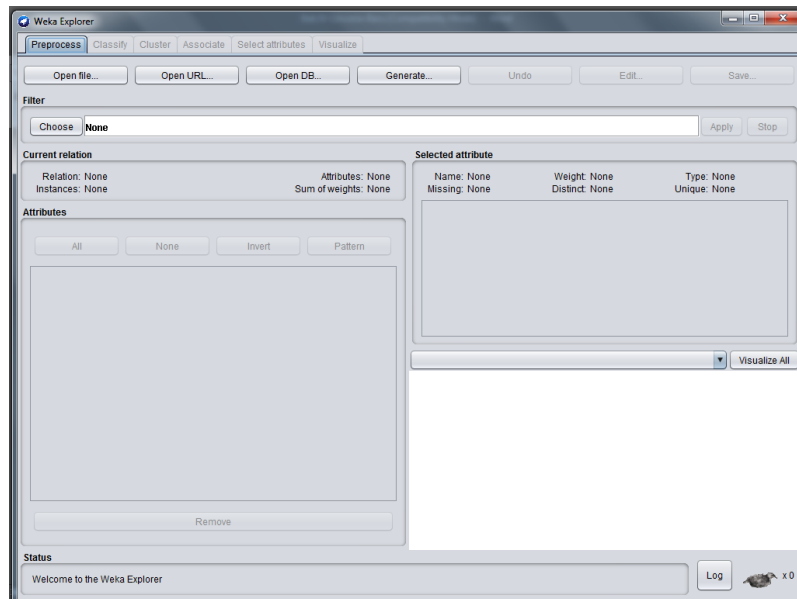 Weka Explorer
Preprocess Classify Cluster Associate Select attributes Visualize
Open file... Open URL... Open DB... Generate... Undo Edit... Save...
Filter
Choose None Apply Stop
Current relation
Relation: None Attributes: None
Instances: None Sum of weights: None
Selected attribute
Name: None Weight: None Type: None
Missing: None Distinct: None Unique: None
Attributes
All None Invert Pattern
Remove
Visualize All
Status
Welcome to the Weka Explorer
Log x 0